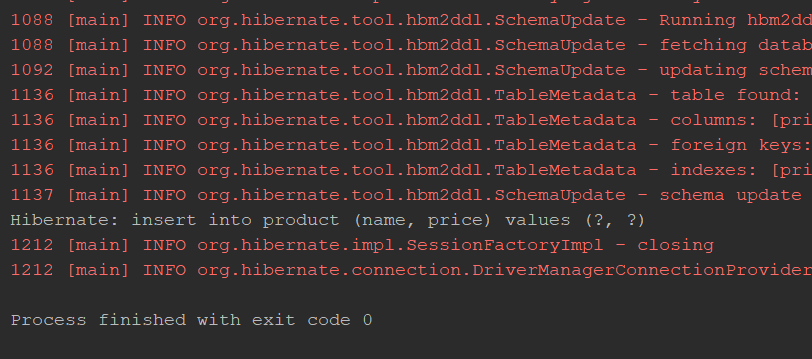 1088 [main] INFO org.hibernate.tool.hbm2ddl.SchemaUpdate - Running hbm2dd
1088 [main] INFO org.hibernate.tool.hbm2ddl.SchemaUpdate - fetching datab
1092 [main] INFO org.hibernate.tool.hbm2ddl.SchemaUpdate - updating schem
1136 [main] INFO org.hibernate.tool.hbm2ddl.TableMetadata - table found:
1136 [main] INFO org.hibernate.tool.hbm2ddl.TableMetadata - columns: [pri
1136 [main] INFO org.hibernate.tool.hbm2ddl.TableMetadata - foreign keys:
1136 [main] INFO org.hibernate.tool.hbm2ddl.TableMetadata - indexes: [pri
1137 [main] INFO org.hibernate.tool.hbm2ddl.SchemaUpdate - schema update
Hibernate: insert into product (name, price) values (?, ?)
1212 [main] INFO org.hibernate.impl.SessionFactoryImpl - closing
1212 [main] INFO org.hibernate.connection.DriverManagerConnectionProvider
Process finished with exit code 0